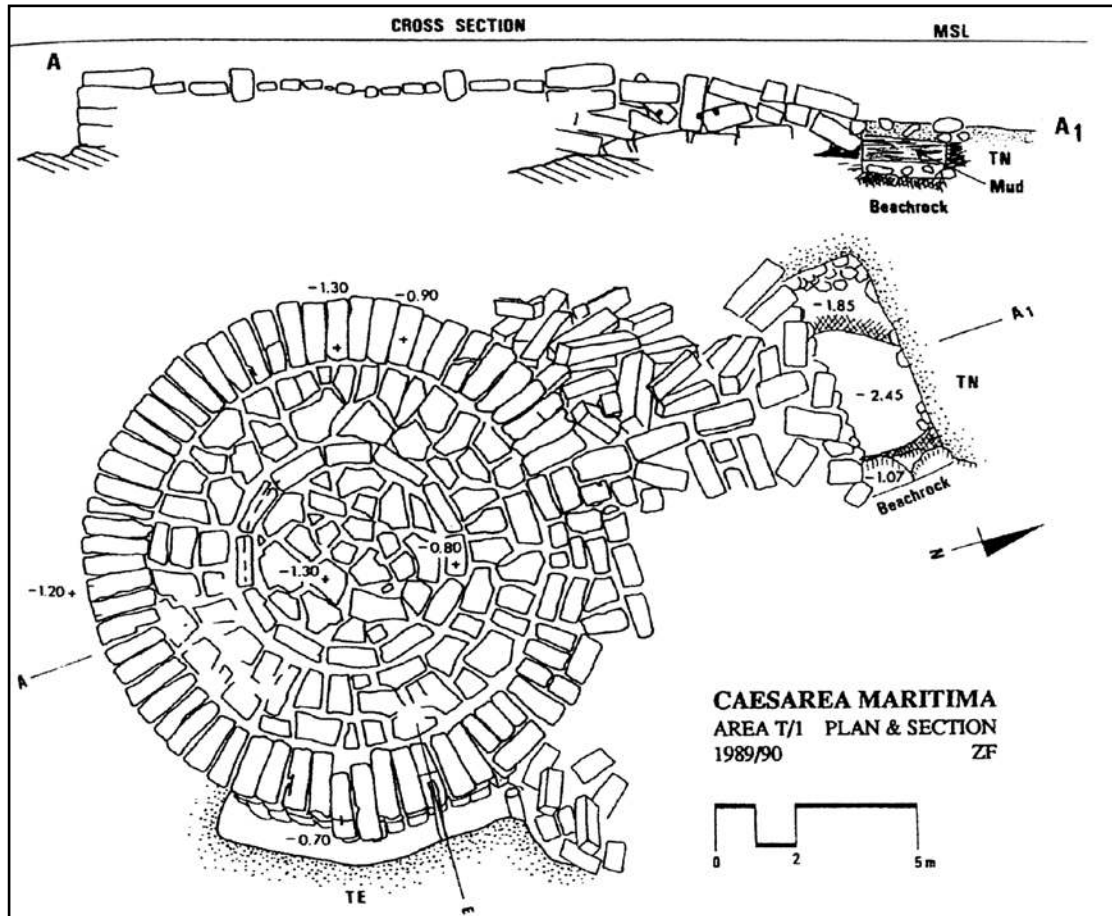 CROSS SECTION
MSL
A
A1
TN
Mud
Beachrock
-1.30
-0.90
-1.85
A1
TN
-2.45
-1.07
Beachrock
N
-0.80
-1.30
-1.20
A
-0.70
TE
E
CAESAREA MARITIMA
AREA T/1 PLAN & SECTION
1989/90 ZF
0 2 5m